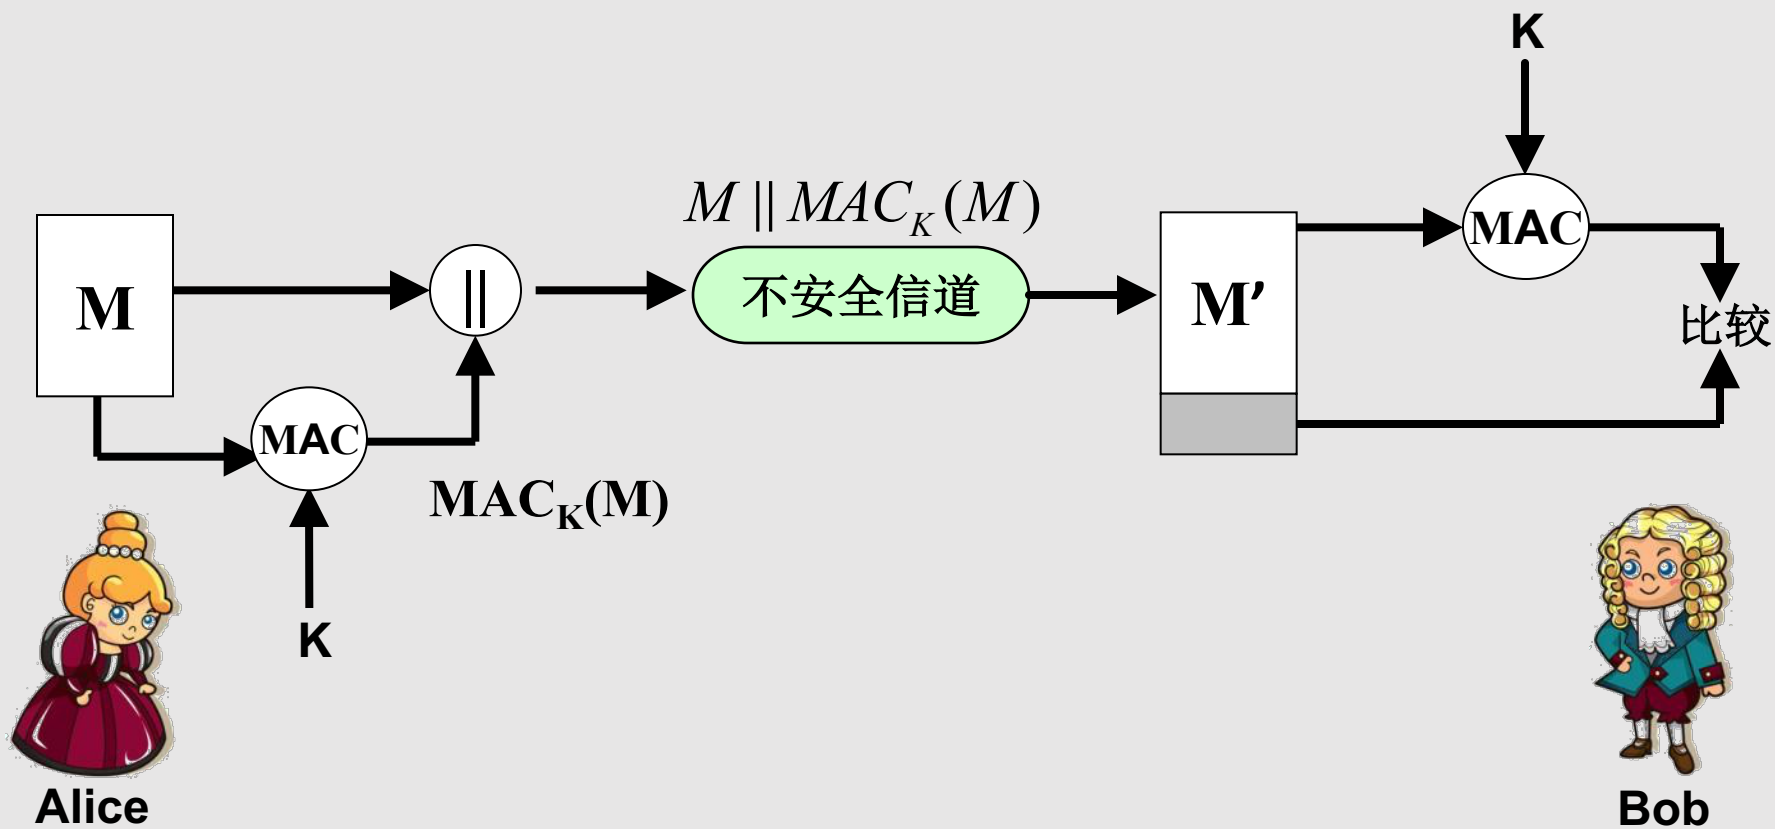 K
M || MAC_K(M)
M
||
不安全信道
M'
MAC
比较
MAC
MAC_K(M)
K
Alice
Bob